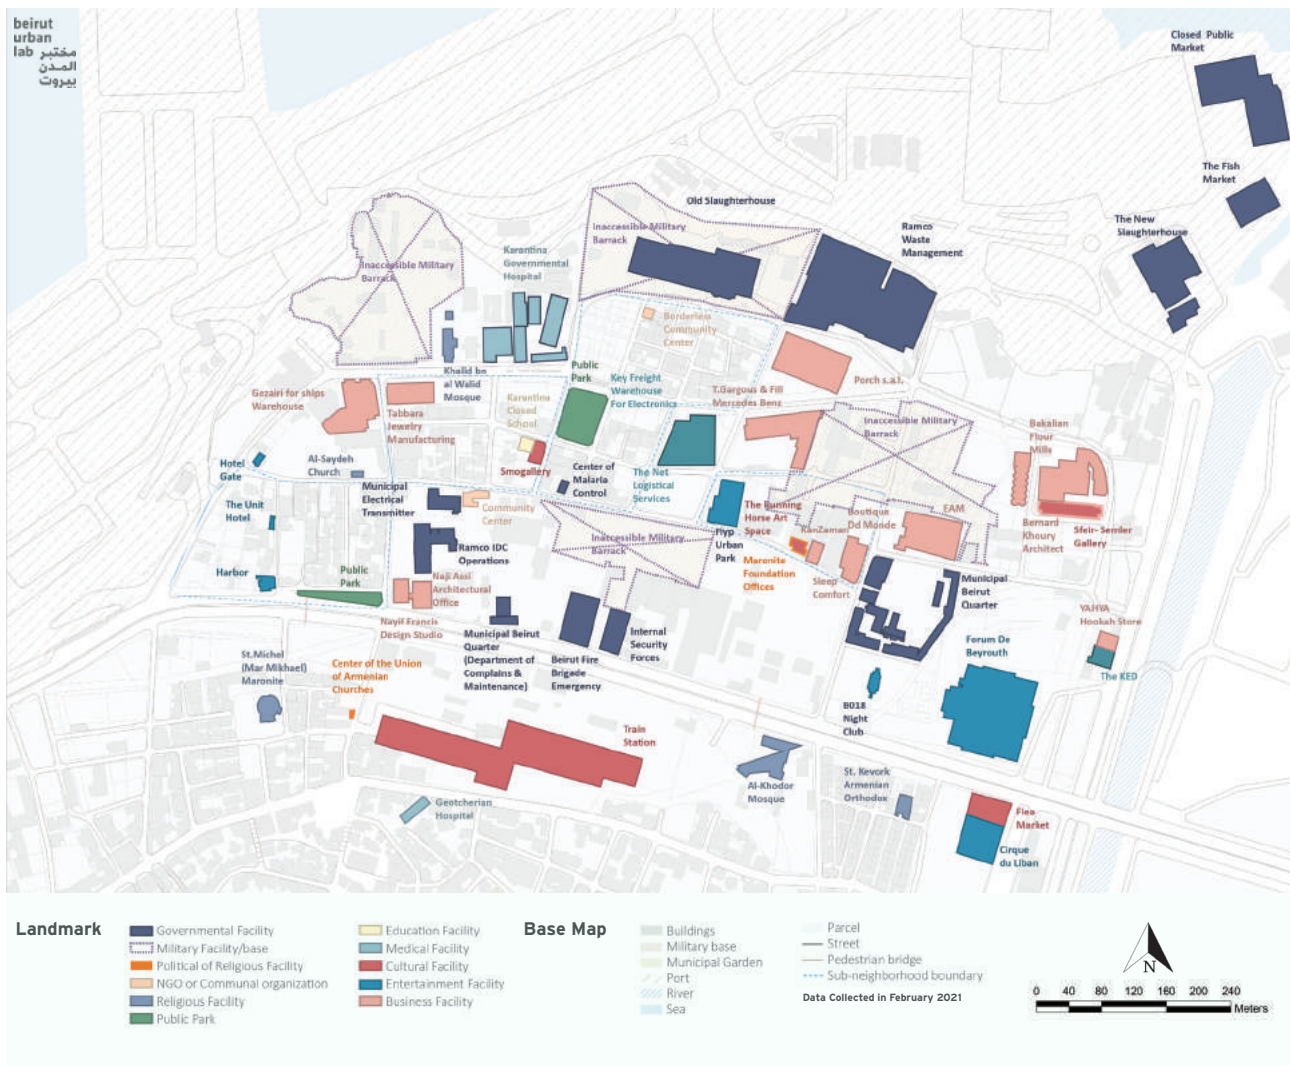 beirut
urban
lab مختبر
المـدن
بيروت
Closed Public
Market
The Fish
Market
The New
Slaughterhouse
Old Slaughterhouse
Inaccessible Military
Barrack
Ramco
Waste
Management
Karantina
Governmental
Hospital
Inaccessible Military
Barrack
Borderless
Community
Center
Khalid bn
al Walid
Mosque
Public
Park
Key Freight
Warehouse
For Electronics
T.Gargous & Fill
Mercedes Benz
Porch s.a.l.
Gezairi for ships
Warehouse
Tabbara
Jewelry
Manufacturing
Karantina
Closed
School
Inaccessible Military
Barrack
Bakalian
Flour
Mills
Hotel
Gate
Al-Saydeh
Church
Smogallery
Center of
Malaria
Control
The Net
Logistical
Services
Municipal
Electrical
Transmitter
The Unit
Hotel
Community
Center
The Running
Horse Art
Space
Boutique
Dd Monde
KanZaman
EAM
Bernard
Khoury
Architect
Sfeir- Semler
Gallery
Flyp
Urban
Park
Inaccessible Military
Barrack
Ramco IDC
Operations
Harbor
Public
Park
Maronite
Foundation
Offices
Sleep
Comfort
Naji Assi
Architectural
Office
Municipal
Beirut
Quarter
YAHYA
Hookah Store
Nayif Francis
Design Studio
Municipal Beirut
Quarter
(Department of
Complains &
Maintenance)
Internal
Security
Forces
Beirut Fire
Brigade
Emergency
Forum De
Beyrouth
The KED
St.Michel
(Mar Mikhael)
Maronite
Center of the Union
of Armenian
Churches
B018
Night
Club
Train
Station
Al-Khodor
Mosque
St. Kevork
Armenian
Orthodox
Geotcherian
Hospital
Flea
Market
Cirque
du Liban
Landmark
Governmental Facility
Military Facility/base
Political of Religious Facility
NGO or Communal organization
Religious Facility
Public Park
Education Facility
Medical Facility
Cultural Facility
Entertainment Facility
Business Facility
Base Map
Buildings
Military base
Municipal Garden
Port
River
Sea
Parcel
Street
Pedestrian bridge
Sub-neighborhood boundary
Data Collected in February 2021
N
0 40 80 120 160 200 240
Meters